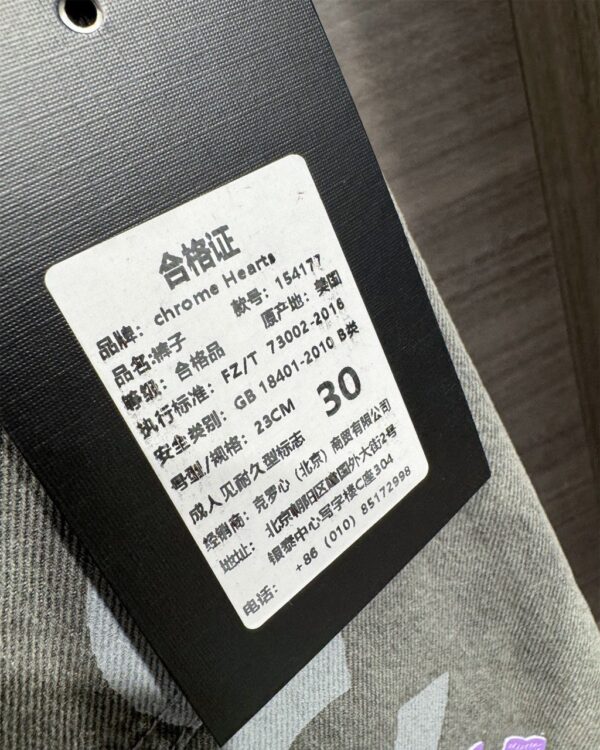 合格证
品牌: chrome Hearts
品名:裤子 款号: 154177
等级: 合格品 原产地: 美国
执行标准: FZ/T 73002-2016
安全类别: GB 18401-2010 B类
号型/规格: 23CM 30
成人见耐久型标志
经销商: 克罗心 (北京) 商贸有限公司
地址: 北京朝阳区建国外大街2号
银泰中心写字楼C座304
电话: +86 (010) 85172998